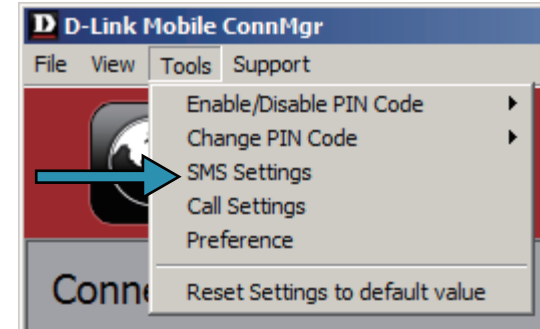 D D-Link Mobile ConnMgr
File View Tools Support
Enable/Disable PIN Code
Change PIN Code
SMS Settings
Call Settings
Preference
Reset Settings to default value
Conne